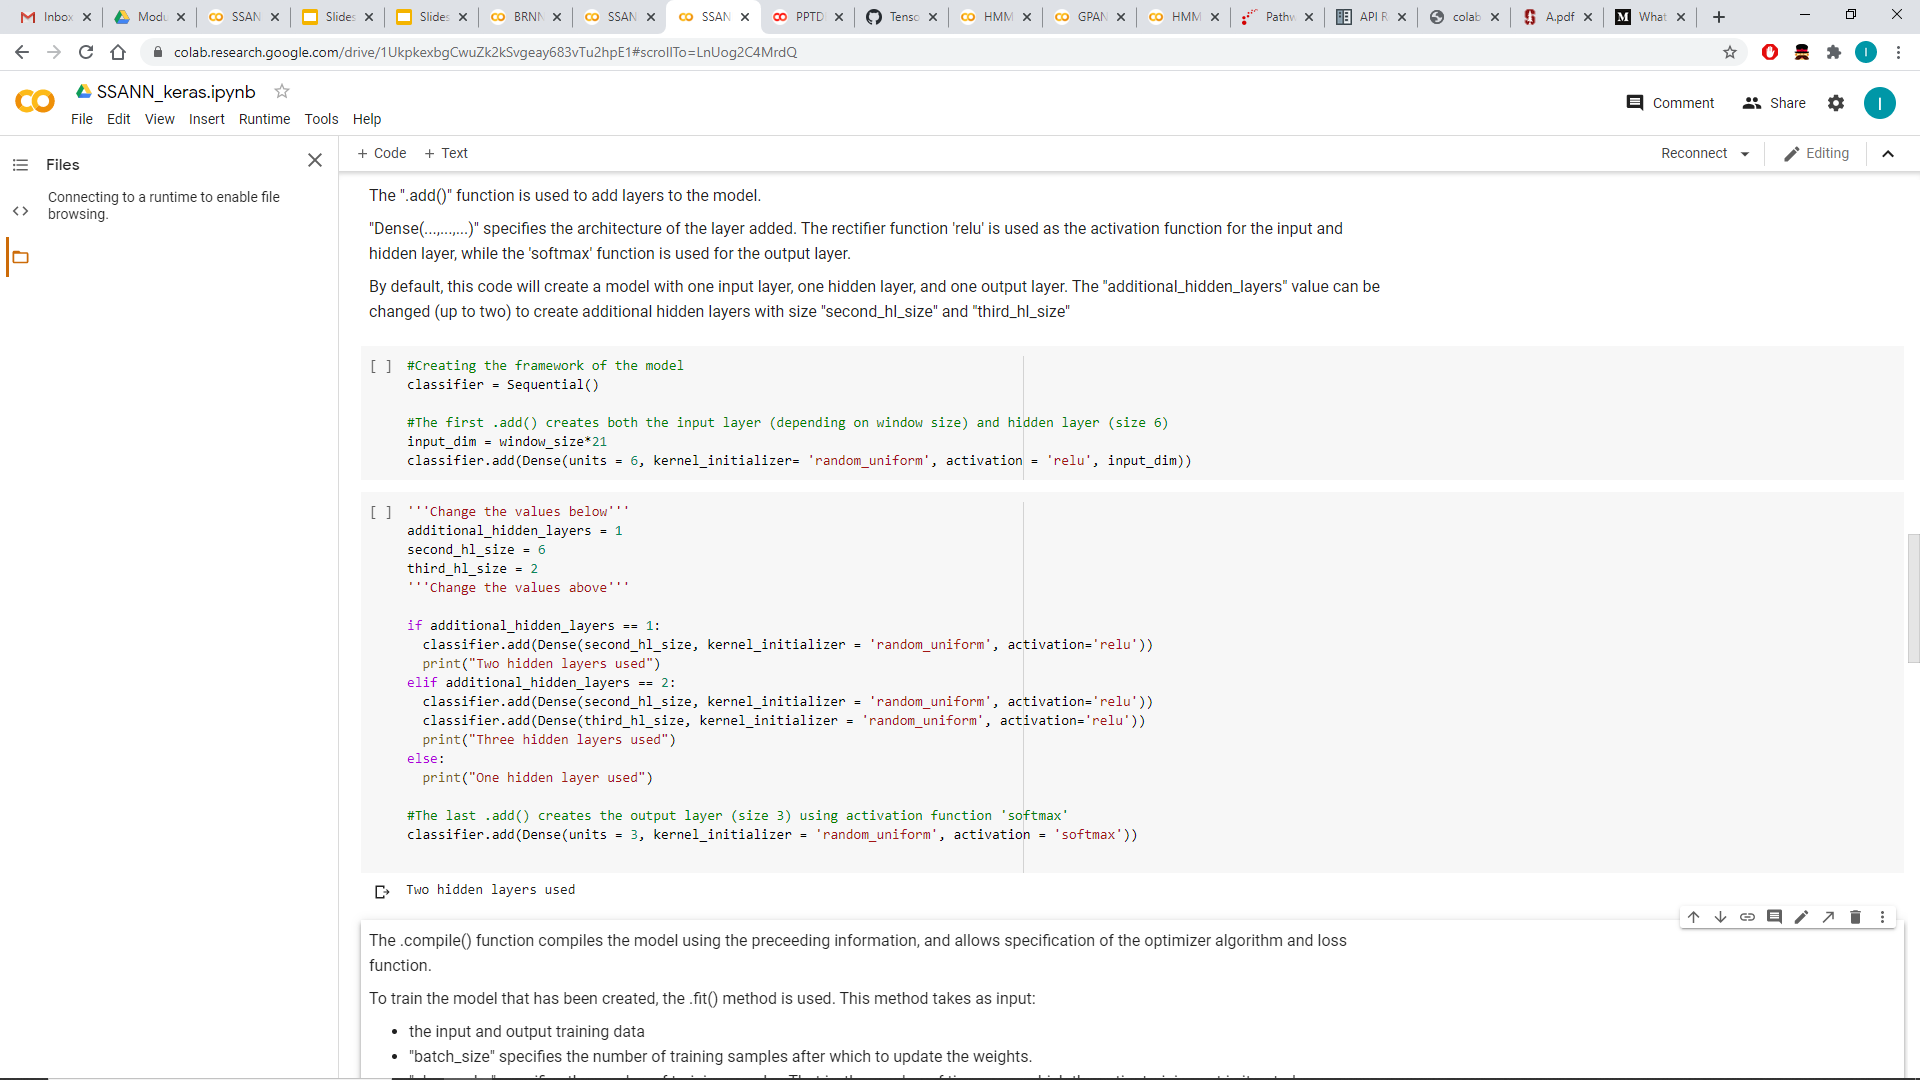 Inbox
Modu
SSAN
Slides
Slides
BRNN
SSAN
SSAN
PPTD
Tenso
HMM
GPAN
HMM
Pathw
API R
colab
A.pdf
What
colab.research.google.com/drive/1UkpkexbgCwuZk2kSvgeay683vTu2hpE1#scrollTo=LnUog2C4MrdQ
SSANN_keras.ipynb
File Edit View Insert Runtime Tools Help
Comment Share I
Files
Connecting to a runtime to enable file
browsing.
+ Code + Text Reconnect Editing
The ".add()" function is used to add layers to the model.
"Dense(...,...,...)" specifies the architecture of the layer added. The rectifier function 'relu' is used as the activation function for the input and
hidden layer, while the 'softmax' function is used for the output layer.
By default, this code will create a model with one input layer, one hidden layer, and one output layer. The "additional_hidden_layers" value can be
changed (up to two) to create additional hidden layers with size "second_hl_size" and "third_hl_size"
[ ] #Creating the framework of the model
classifier = Sequential()
#The first .add() creates both the input layer (depending on window size) and hidden layer (size 6)
input_dim = window_size*21
classifier.add(Dense(units = 6, kernel_initializer= 'random_uniform', activation = 'relu', input_dim))
[ ] '''Change the values below'''
additional_hidden_layers = 1
second_hl_size = 6
third_hl_size = 2
'''Change the values above'''
if additional_hidden_layers == 1:
classifier.add(Dense(second_hl_size, kernel_initializer = 'random_uniform', activation='relu'))
print("Two hidden layers used")
elif additional_hidden_layers == 2:
classifier.add(Dense(second_hl_size, kernel_initializer = 'random_uniform', activation='relu'))
classifier.add(Dense(third_hl_size, kernel_initializer = 'random_uniform', activation='relu'))
print("Three hidden layers used")
else:
print("One hidden layer used")
#The last .add() creates the output layer (size 3) using activation function 'softmax'
classifier.add(Dense(units = 3, kernel_initializer = 'random_uniform', activation = 'softmax'))
Two hidden layers used
The .compile() function compiles the model using the preceeding information, and allows specification of the optimizer algorithm and loss
function.
To train the model that has been created, the .fit() method is used. This method takes as input:
• the input and output training data
• "batch_size" specifies the number of training samples after which to update the weights.